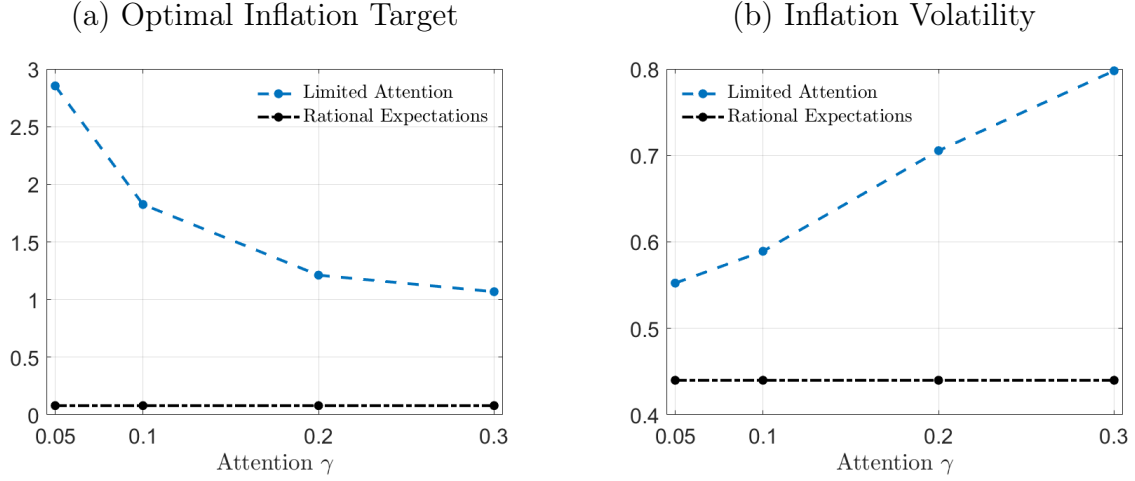 (a) Optimal Inflation Target
3
2.5
2
1.5
1
0.5
0
Limited Attention
Rational Expectations
0.05 0.1 0.2 0.3
Attention γ
(b) Inflation Volatility
0.8
0.7
0.6
0.5
0.4
Limited Attention
Rational Expectations
0.05 0.1 0.2 0.3
Attention γ